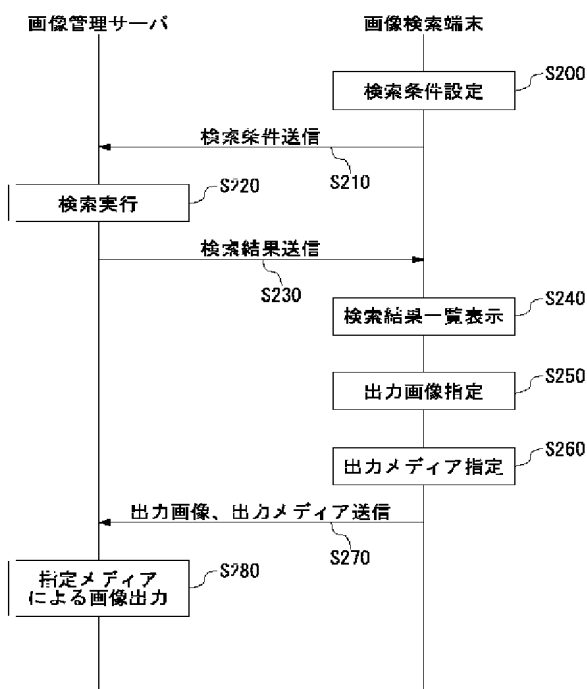 画像管理サーバ
画像検索端末
S200
検索条件設定
検索条件送信
S210
S220
検索実行
検索結果送信
S230
S240
検索結果一覧表示
S250
出力画像指定
S260
出力メディア指定
出力画像、出力メディア送信
S270
S280
指定メディア
による画像出力